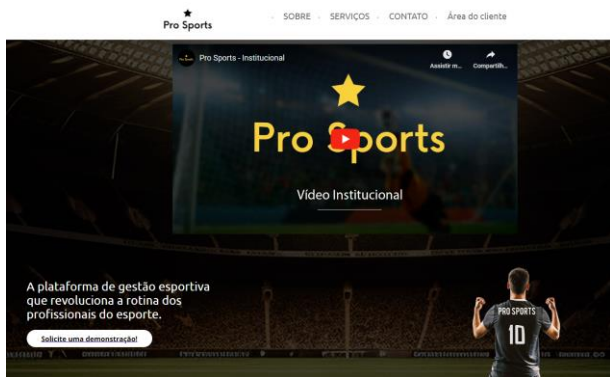 Pro Sports
SOBRE
SERVIÇOS
CONTATO
Área do cliente
Pro Sports - Institucional
Assistir m...
Compartilh...
Pro Sports
Vídeo Institucional
A plataforma de gestão esportiva
que revoluciona a rotina dos
profissionais do esporte.
Solicite uma demonstração!
PRO SPORTS
10